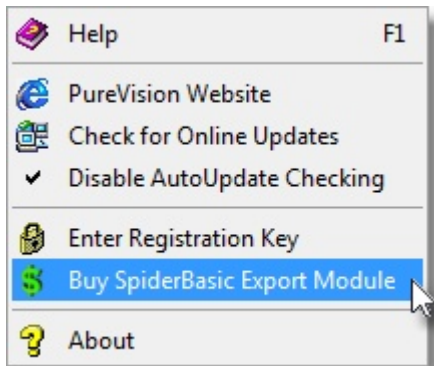 Help F1
PureVision Website
Check for Online Updates
Disable AutoUpdate Checking
Enter Registration Key
Buy SpiderBasic Export Module
About